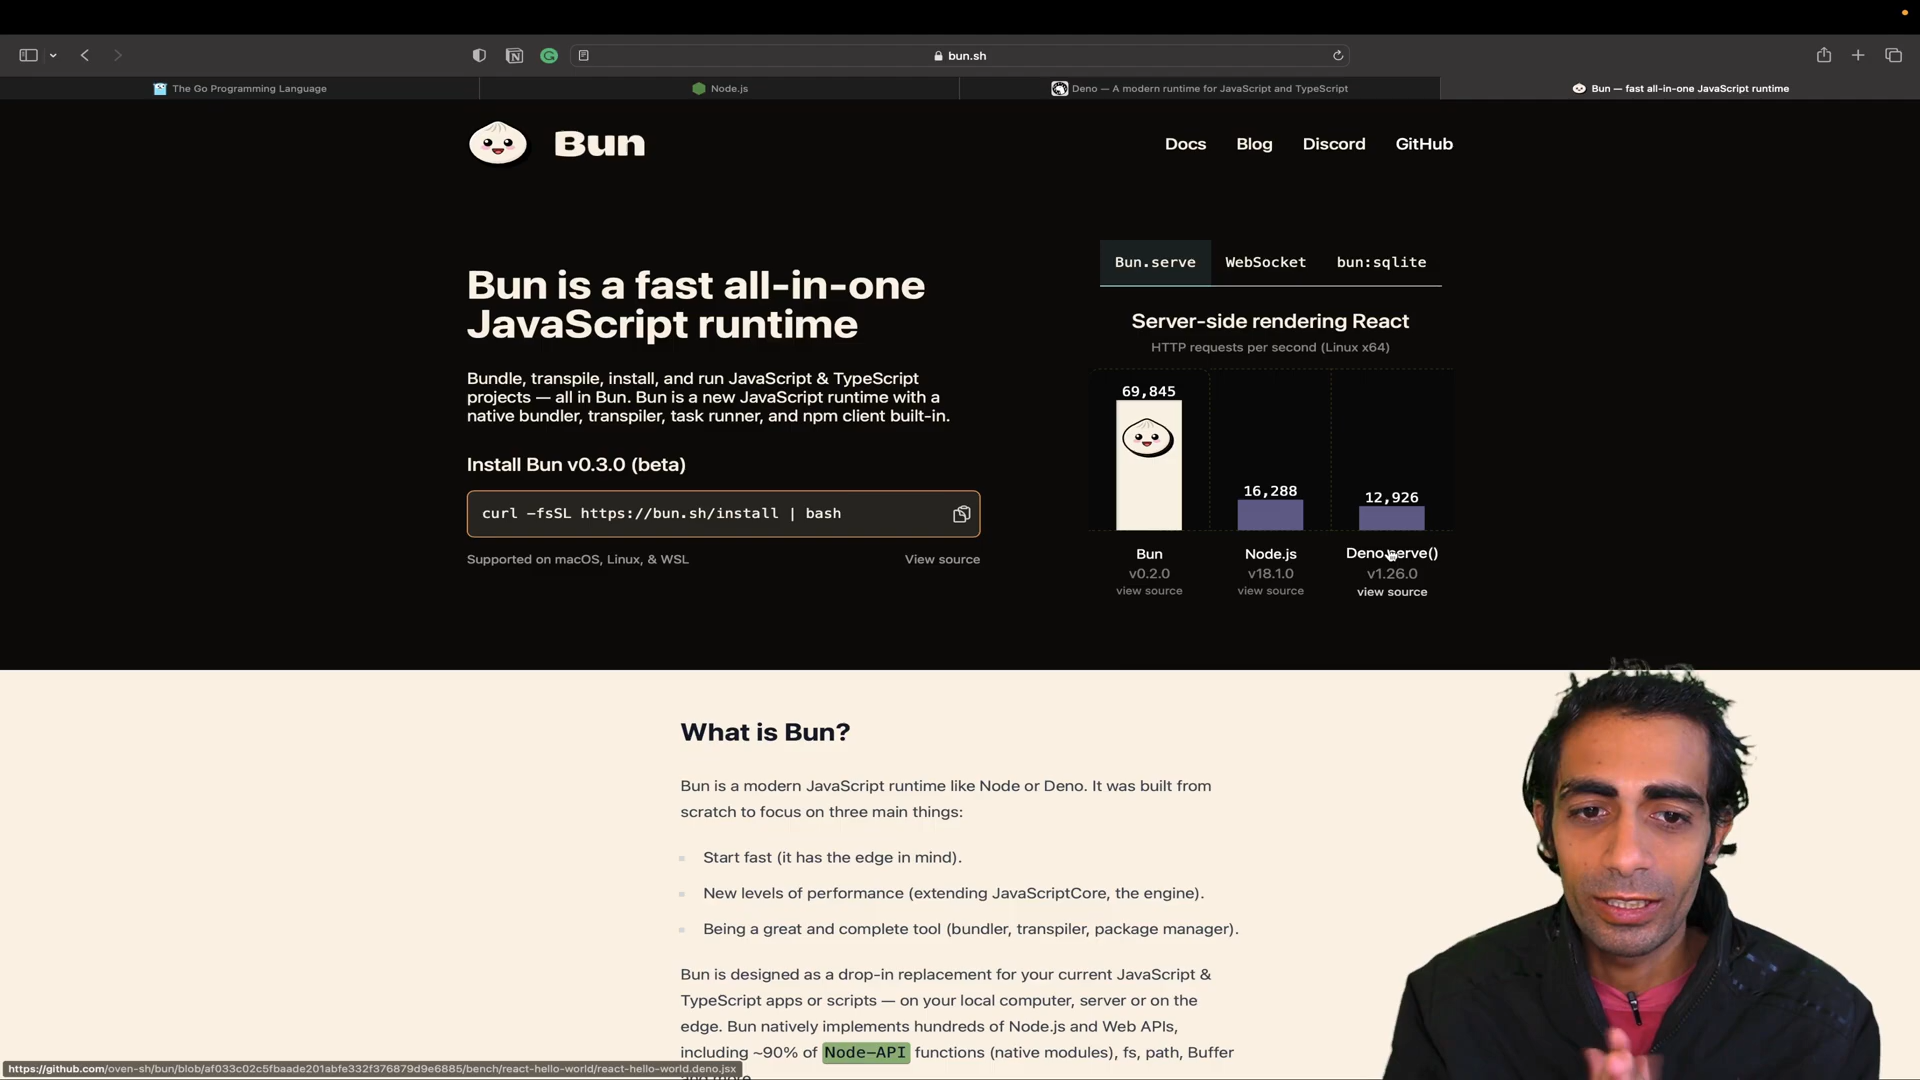 bun.sh
The Go Programming Language
Node.js
Deno — A modern runtime for JavaScript and TypeScript
Bun — fast all-in-one JavaScript runtime
Bun
Docs
Blog
Discord
GitHub
Bun is a fast all-in-one
JavaScript runtime
Bundle, transpile, install, and run JavaScript & TypeScript
projects — all in Bun. Bun is a new JavaScript runtime with a
native bundler, transpiler, task runner, and npm client built-in.
Install Bun v0.3.0 (beta)
curl -fsSL https://bun.sh/install | bash
Supported on macOS, Linux, & WSL
View source
Bun.serve
WebSocket
bun:sqlite
Server-side rendering React
HTTP requests per second (Linux x64)
69,845
16,288
12,926
Bun
v0.2.0
view source
Node.js
v18.1.0
view source
Deno.serve()
v1.26.0
view source
What is Bun?
Bun is a modern JavaScript runtime like Node or Deno. It was built from
scratch to focus on three main things:
Start fast (it has the edge in mind).
New levels of performance (extending JavaScriptCore, the engine).
Being a great and complete tool (bundler, transpiler, package manager).
Bun is designed as a drop-in replacement for your current JavaScript &
TypeScript apps or scripts — on your local computer, server or on the
edge. Bun natively implements hundreds of Node.js and Web APIs,
including ~90% of Node-API functions (native modules), fs, path, Buffer
https://github.com/oven-sh/bun/blob/af033c02c5fbaade201abfe332f376879d9e6885/bench/react-hello-world/react-hello-world.deno.jsx